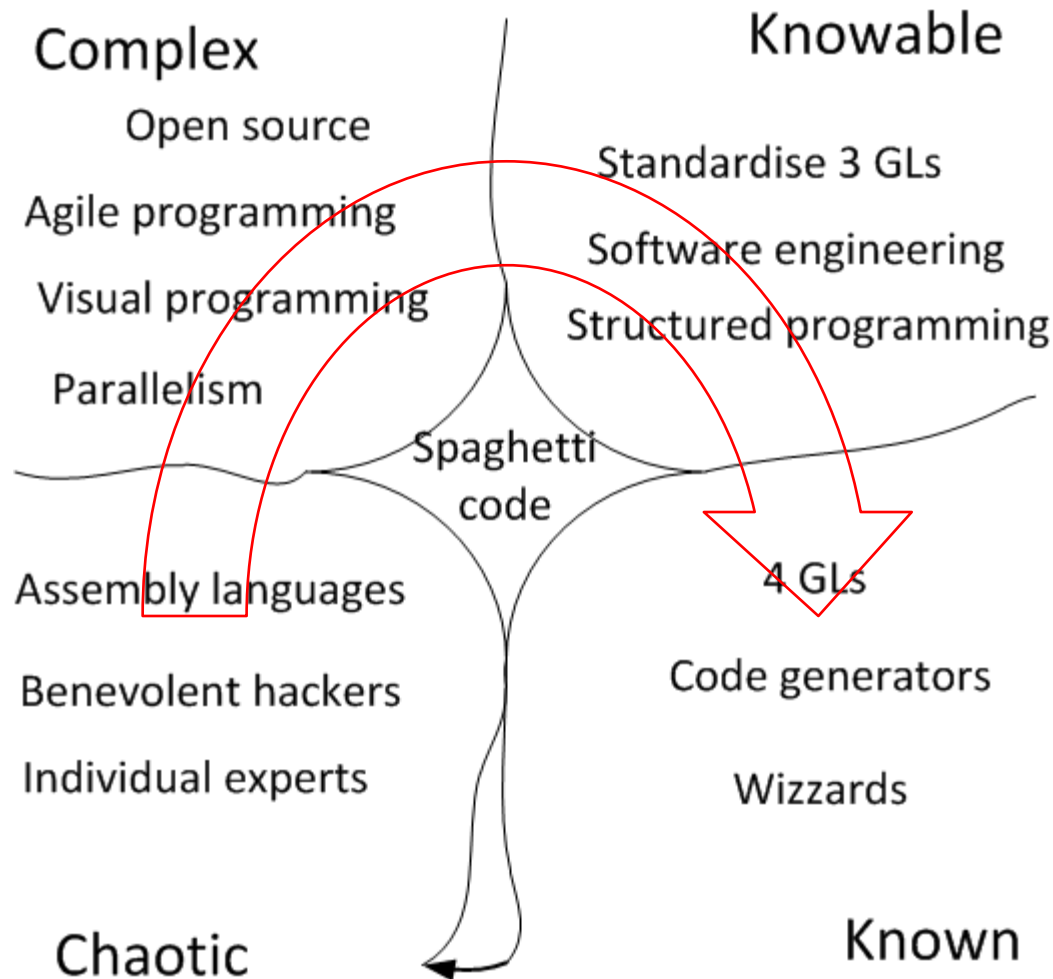 Complex
Knowable
Open source
Agile programming
Visual programming
Parallelism
Standardise 3 GLs
Software engineering
Structured programming
Spaghetti
code
Assembly languages
Benevolent hackers
Individual experts
Chaotic
4 GLs
Code generators
Wizzards
Known